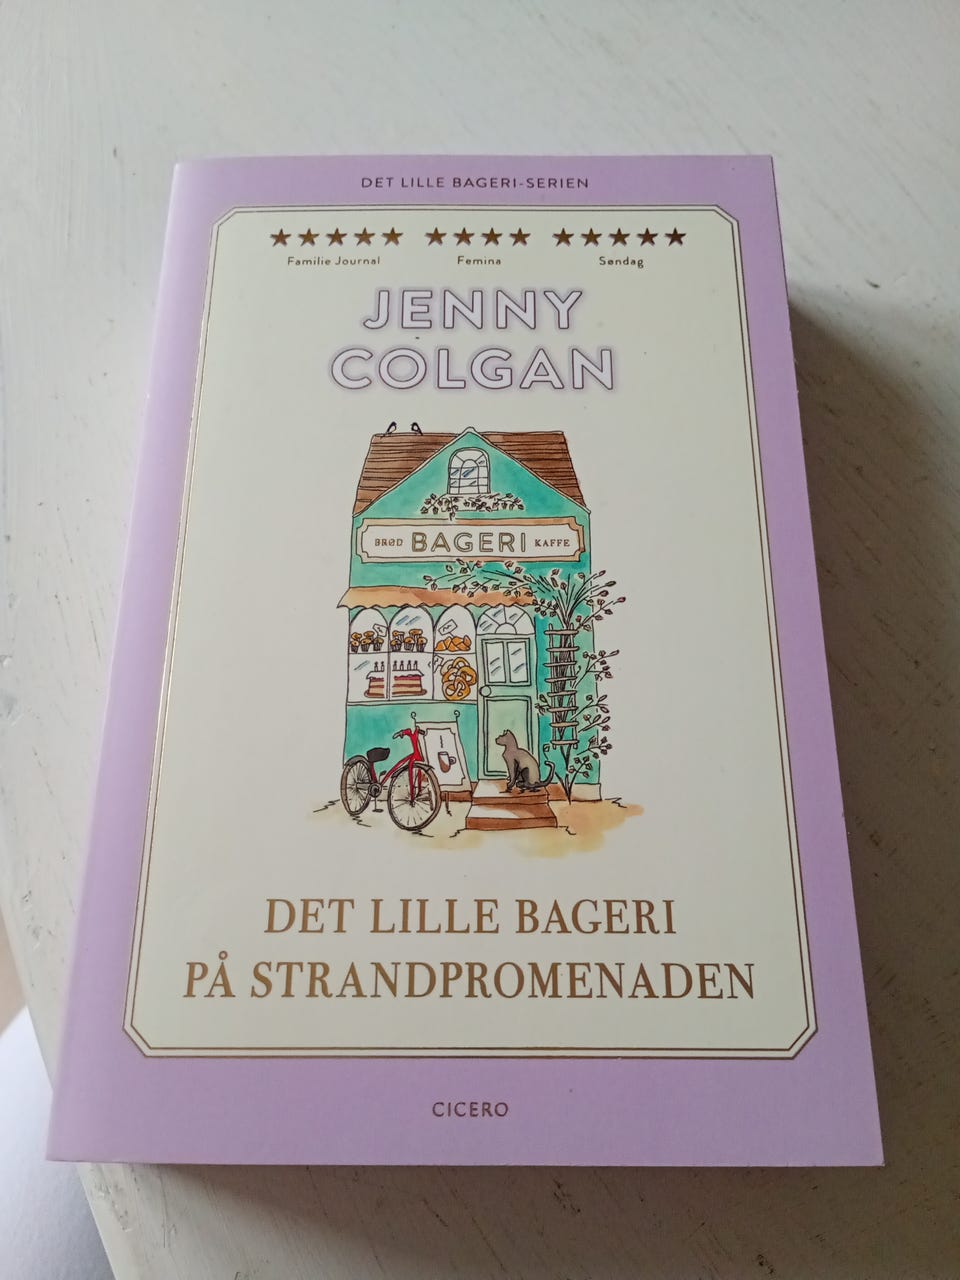 DET LILLE BAGERI-SERIEN
★★★★★ ★★★★ ★★★★★
Familie Journal Femina Søndag
JENNY
COLGAN
BRØD BAGERI KAFFE
DET LILLE BAGERI
PÅ STRANDPROMENADEN
CICERO